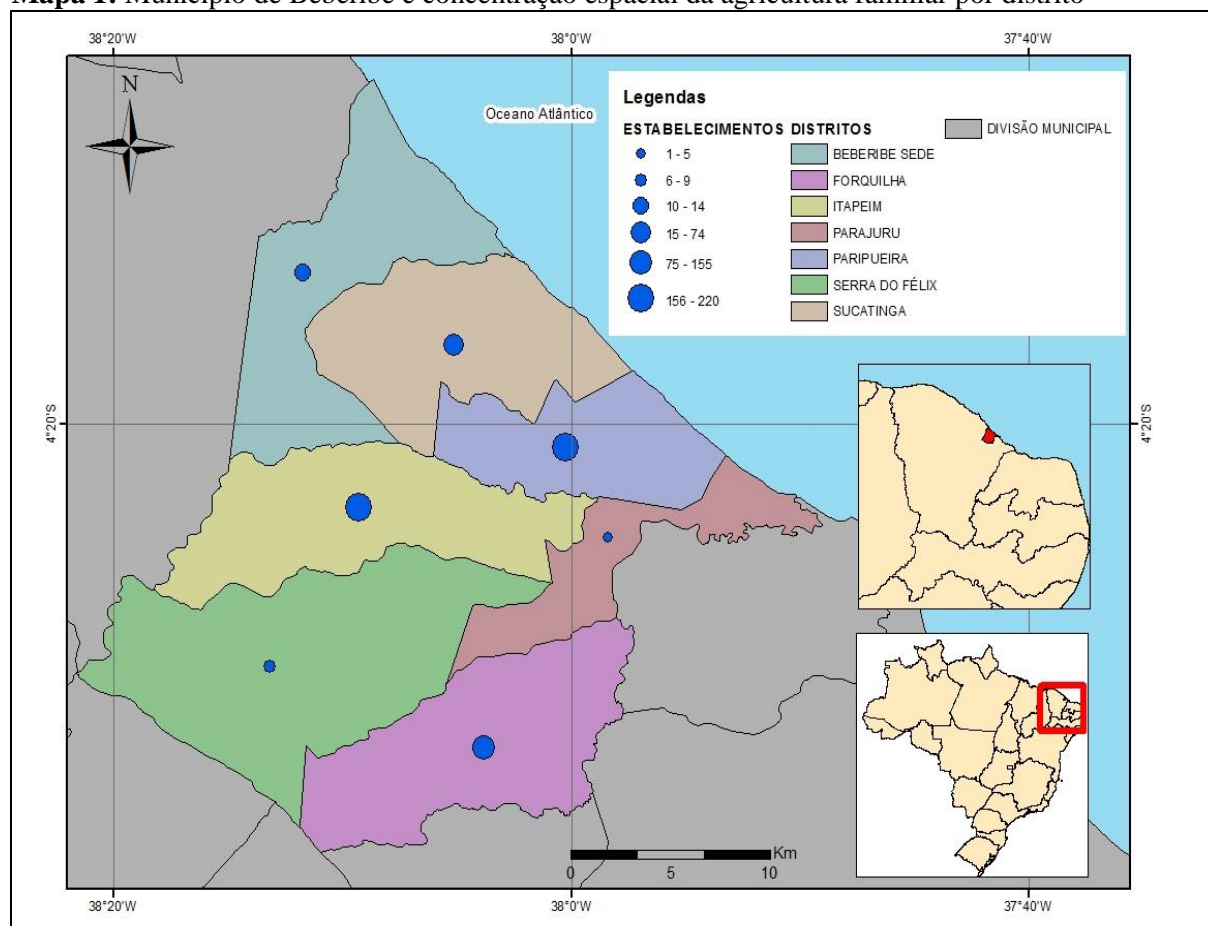 Mapa 1: Município de Beberibe e concentração espacial da agricultura familiar por distrito
38°20'W 38°0'W 37°40'W
N
Oceano Atlântico
Legendas
ESTABELECIMENTOS DISTRITOS DIVISÃO MUNICIPAL
1 - 5 BEBERIBE SEDE
6 - 9 FORQUILHA
10 - 14 ITAPEIM
15 - 74 PARAJURU
75 - 155 PARIPUEIRA
156 - 220 SERRA DO FÉLIX
SUCATINGA
4°20'S 4°20'S
Km
0 5 10
38°20'W 38°0'W 37°40'W